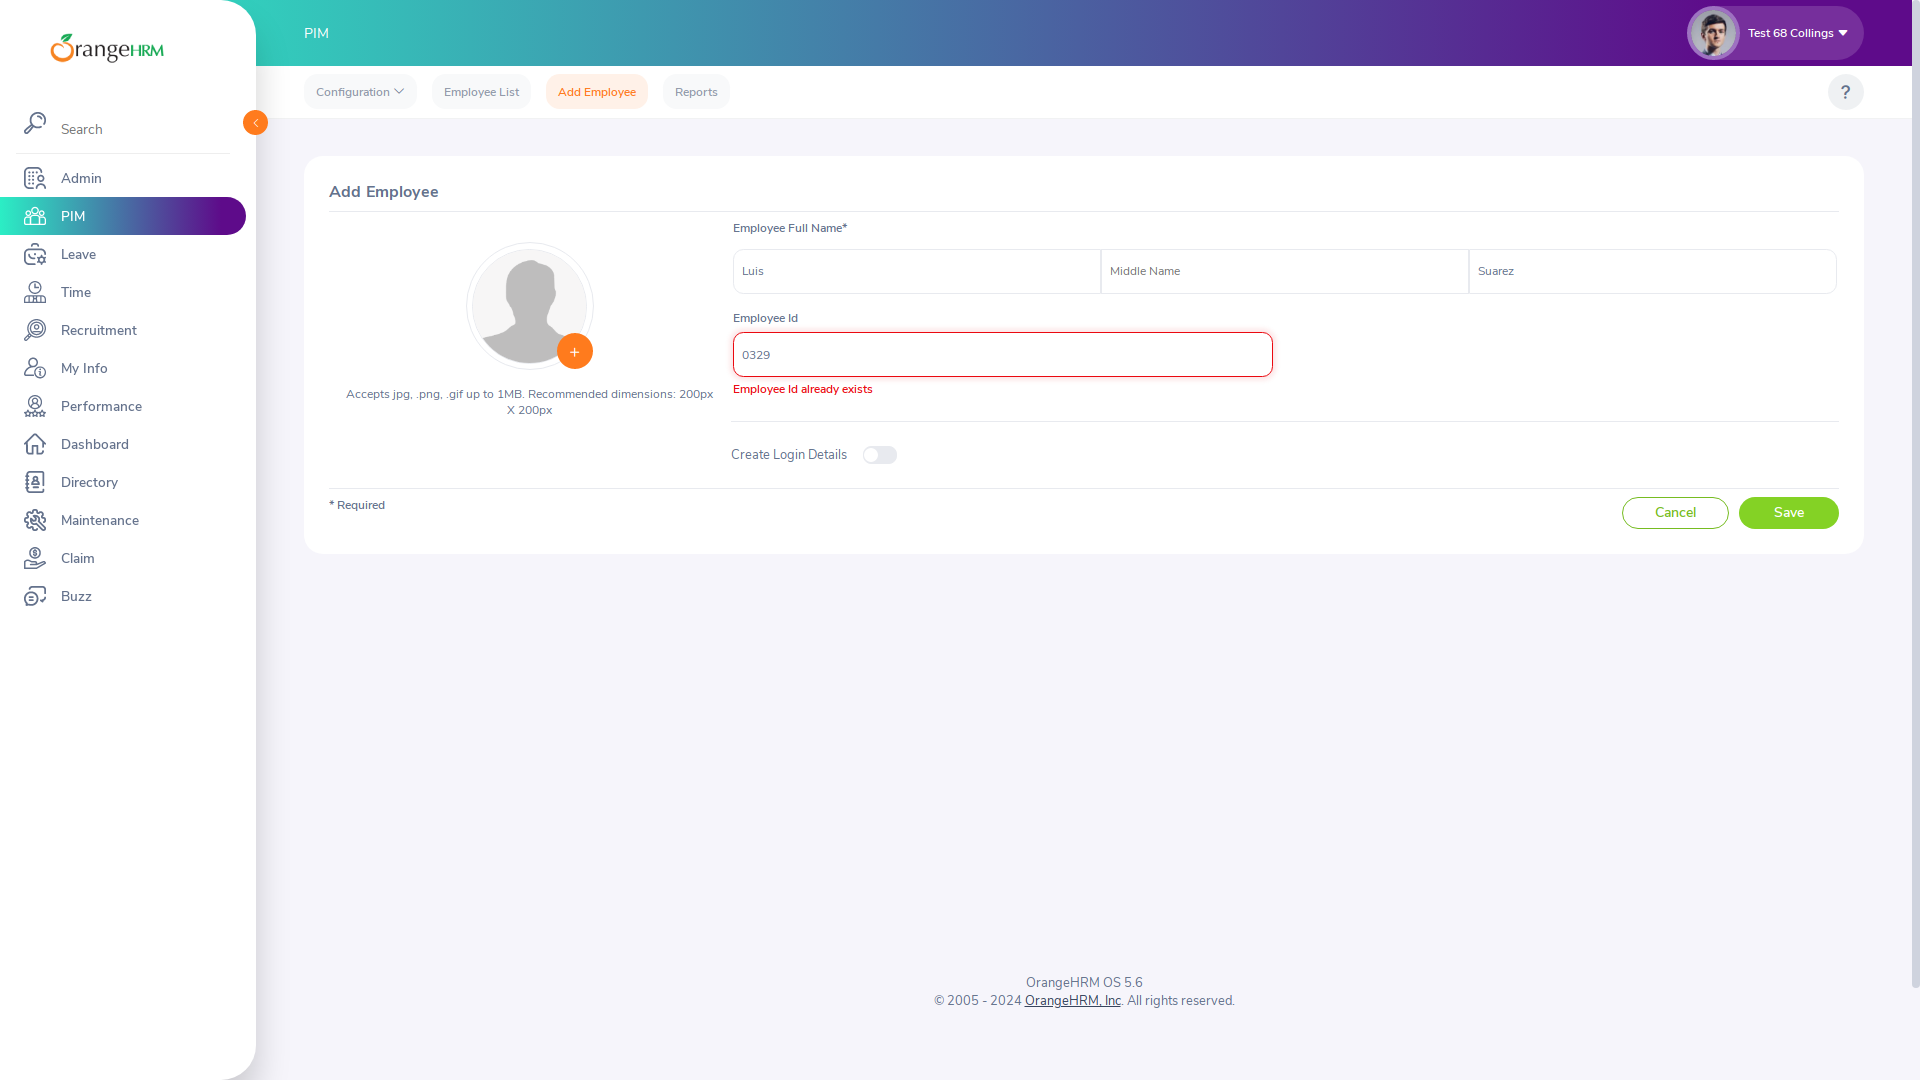 OrangeHRM
Search
Admin
PIM
Leave
Time
Recruitment
My Info
Performance
Dashboard
Directory
Maintenance
Claim
Buzz
PIM
Test 68 Collings
Configuration
Employee List
Add Employee
Reports
?
Add Employee
Accepts jpg, .png, .gif up to 1MB. Recommended dimensions: 200px
X 200px
Employee Full Name*
Luis
Middle Name
Suarez
Employee Id
0329
Employee Id already exists
Create Login Details
* Required
Cancel
Save
OrangeHRM OS 5.6
© 2005 - 2024 OrangeHRM, Inc. All rights reserved.